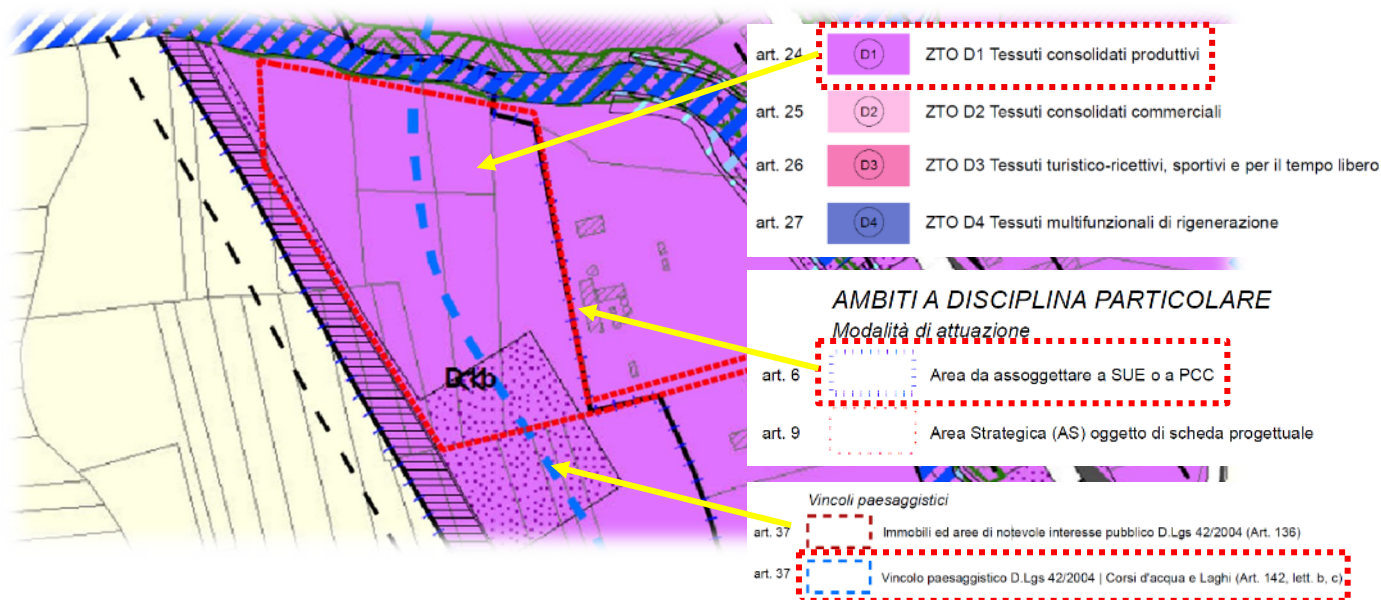 art. 24 D1 ZTO D1 Tessuti consolidati produttivi
art. 25 D2 ZTO D2 Tessuti consolidati commerciali
art. 26 D3 ZTO D3 Tessuti turistico-ricettivi, sportivi e per il tempo libero
art. 27 D4 ZTO D4 Tessuti multifunzionali di rigenerazione
AMBITI A DISCIPLINA PARTICOLARE
Modalità di attuazione
art. 6 Area da assoggettare a SUE o a PCC
art. 9 Area Strategica (AS) oggetto di scheda progettuale
Vincoli paesaggistici
art. 37 Immobili ed aree di notevole interesse pubblico D.Lgs 42/2004 (Art. 136)
art. 37 Vincolo paesaggistico D.Lgs 42/2004 | Corsi d'acqua e Laghi (Art. 142, lett. b, c)